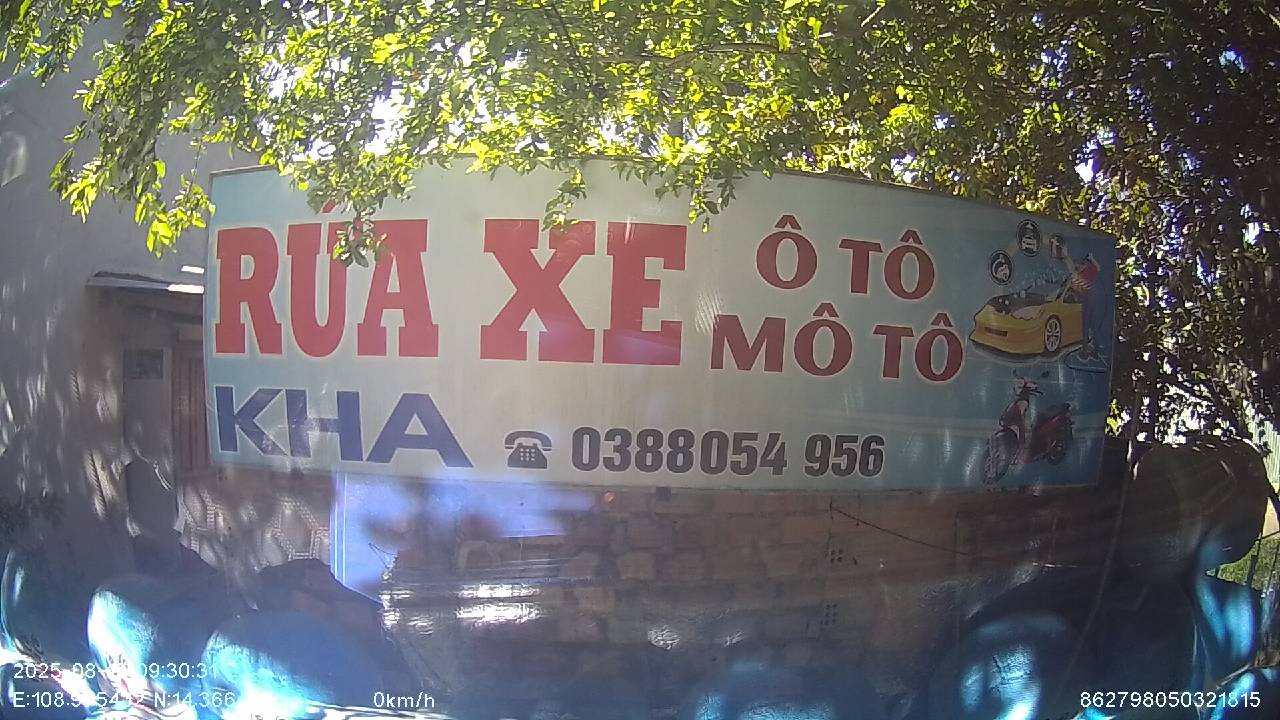 RỬA XE
Ô TÔ
MÔ TÔ
KHA
0388054 956
0km/h
862798050321815